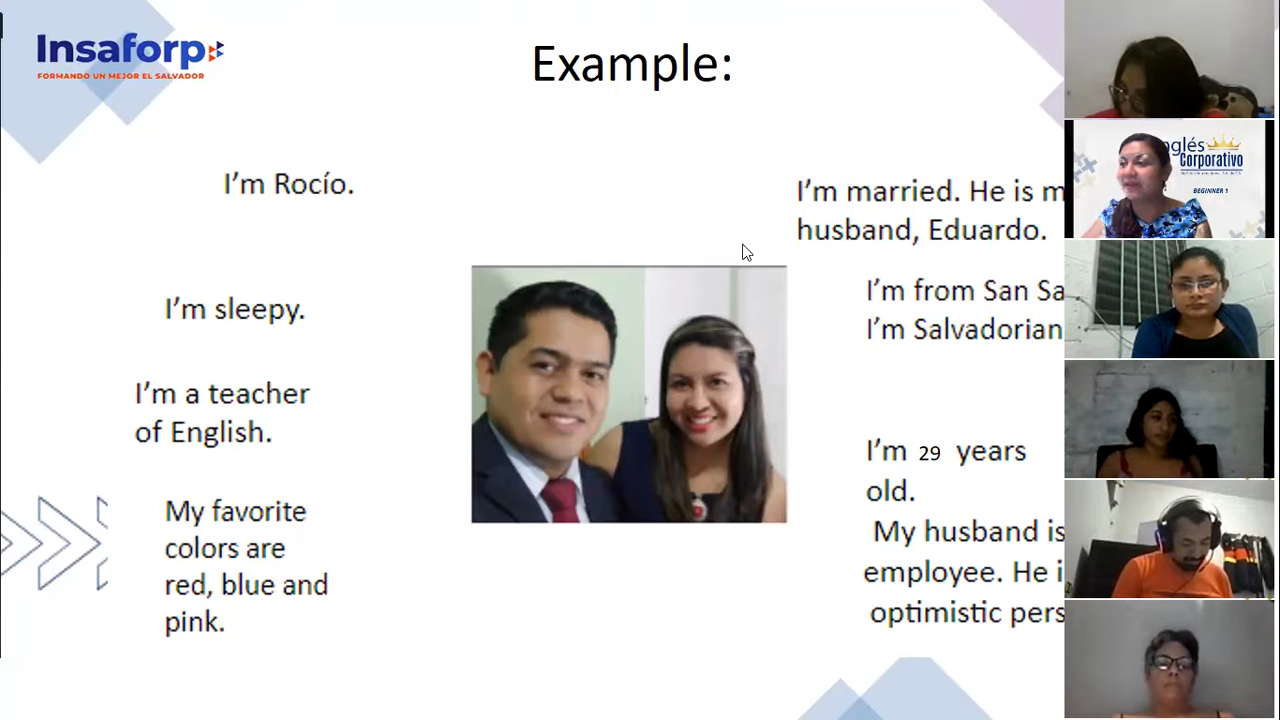 Insaforp
FORMANDO UN MEJOR EL SALVADOR
Example:
I'm Rocío.
I'm sleepy.
I'm a teacher
of English.
My favorite
colors are
red, blue and
pink.
I'm married. He is m
husband, Eduardo.
I'm from San Sa
I'm Salvadorian
I'm 29 years
old.
My husband is
employee. He i
optimistic pers
nglés
Corporativo
BEGINNER 1